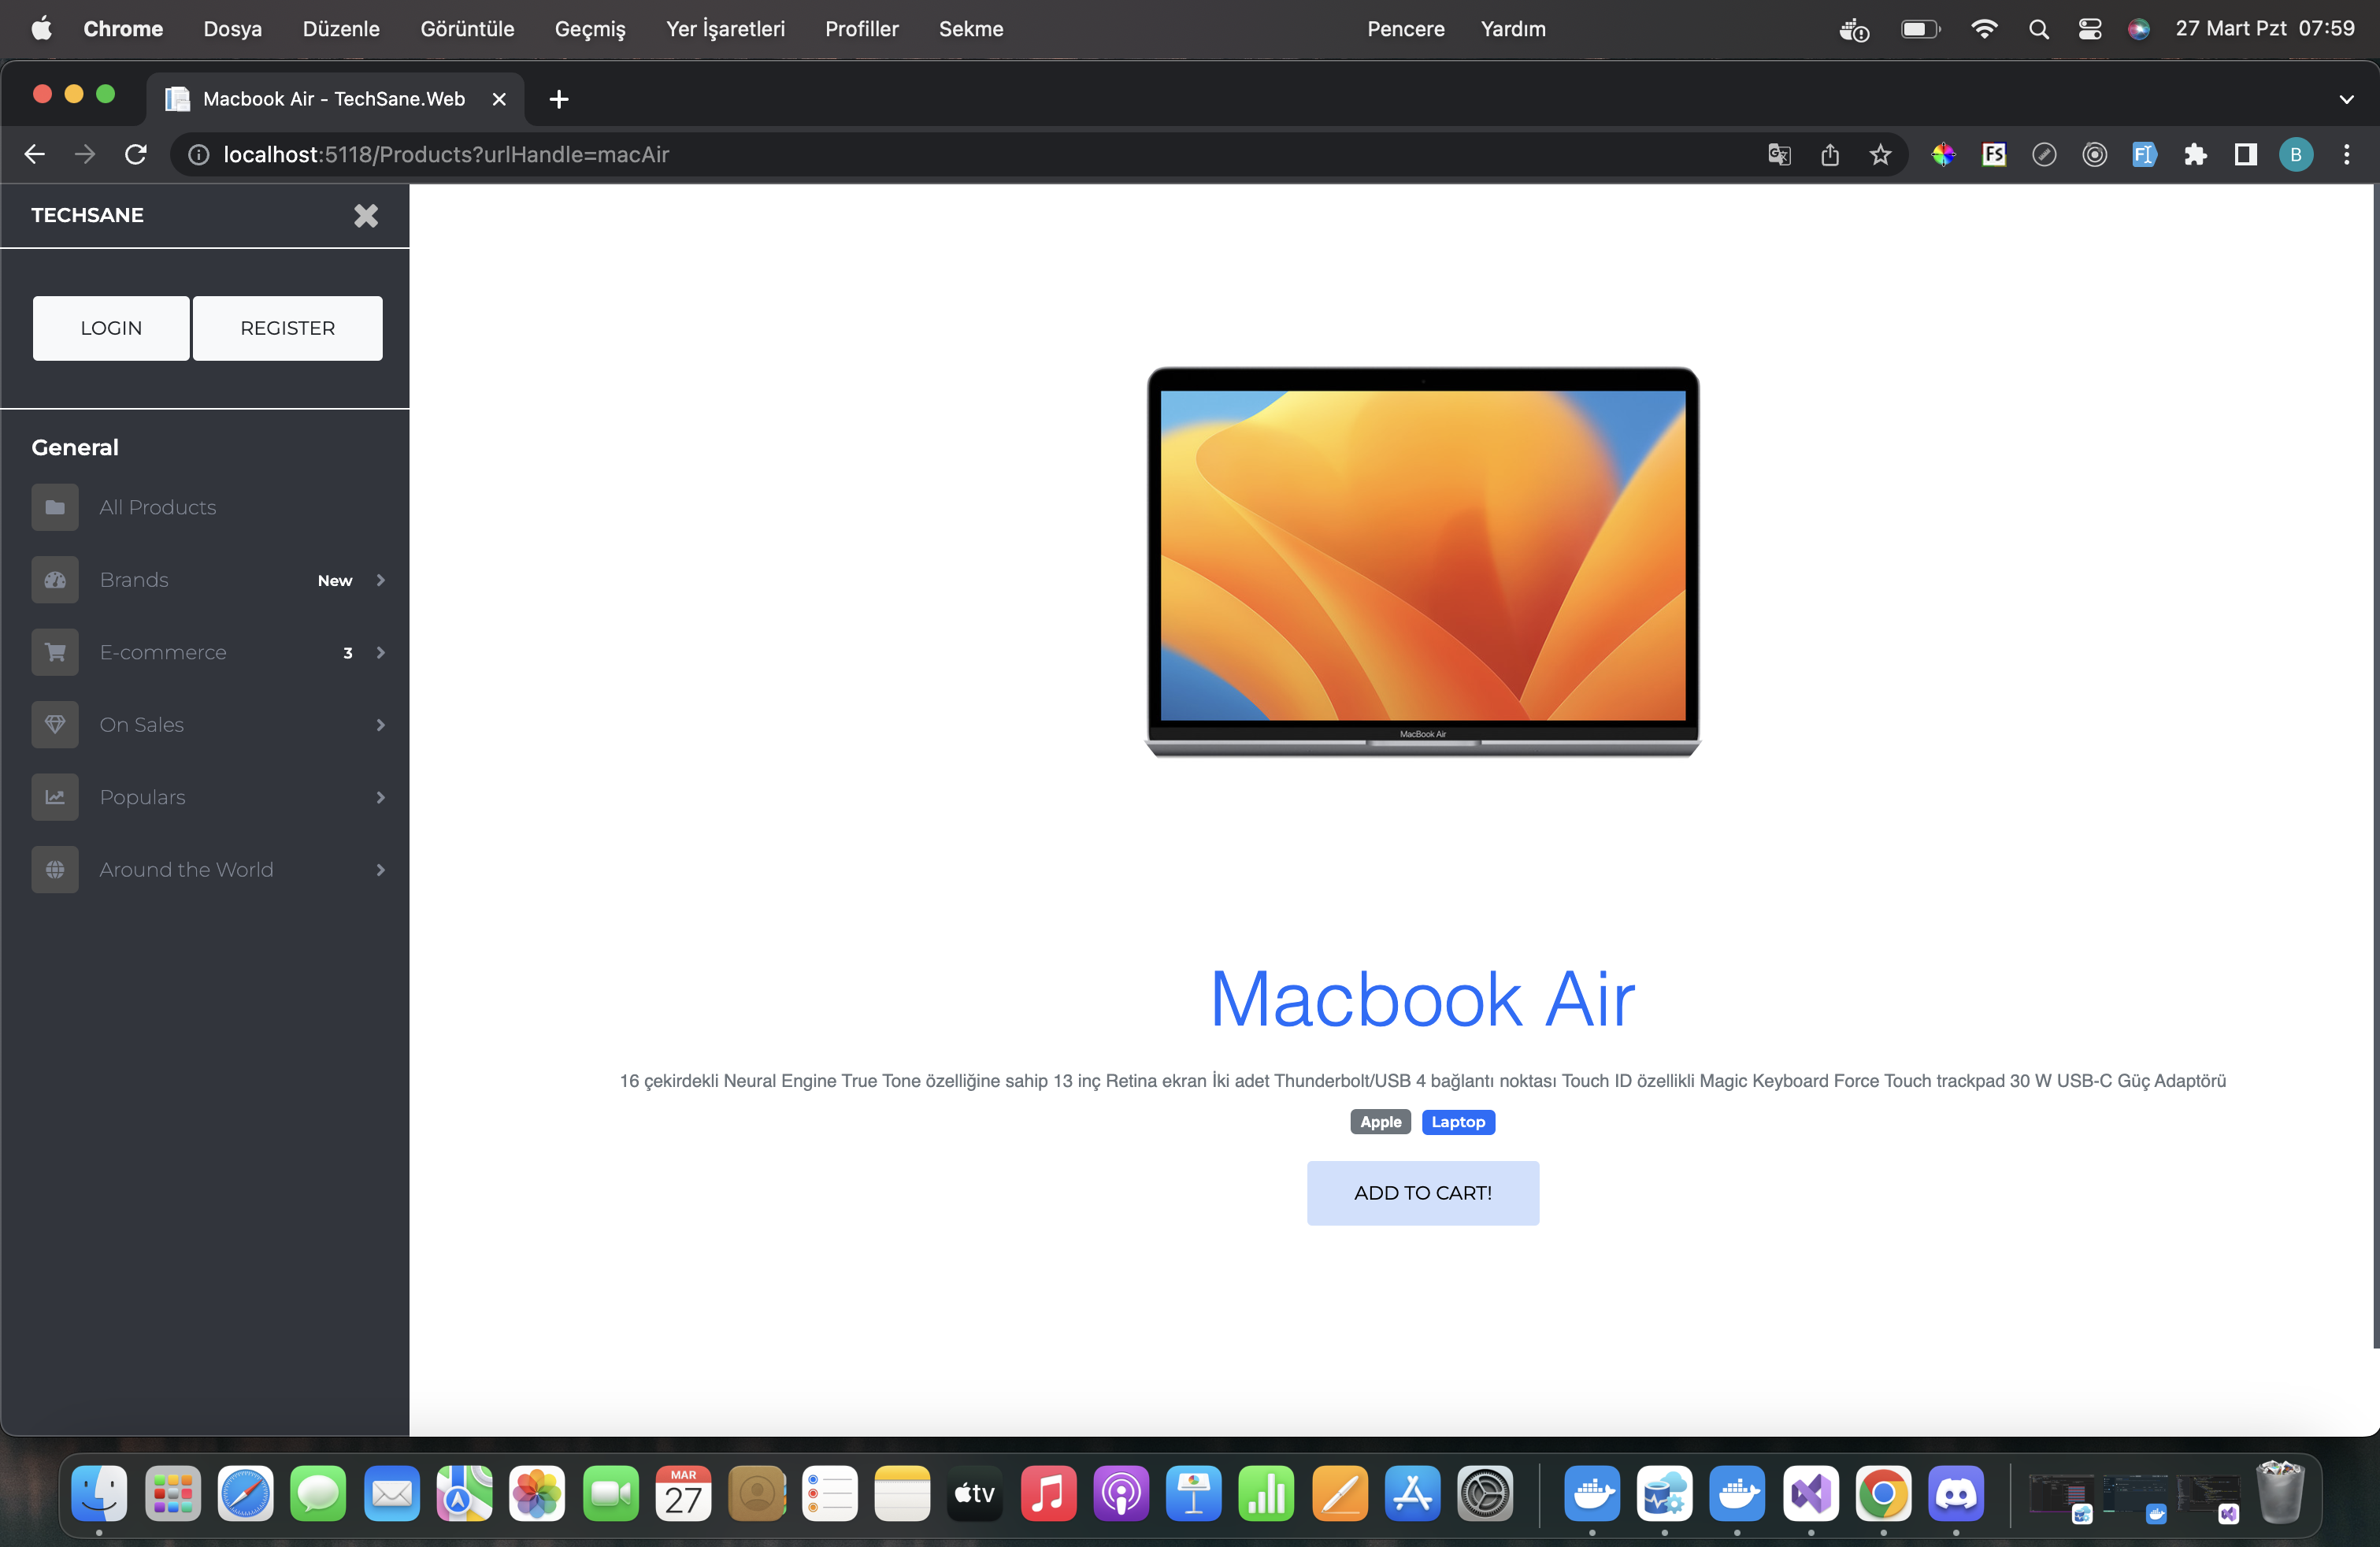 Chrome Dosya Düzenle Görüntüle Geçmiş Yer İşaretleri Profiller Sekme Pencere Yardım 27 Mart Pzt 07:59
Macbook Air - TechSane.Web
localhost:5118/Products?urlHandle=macAir
FS
B
TECHSANE
LOGIN REGISTER
General
All Products
Brands New
E-commerce 3
On Sales
Populars
Around the World
MacBook Air
Macbook Air
16 çekirdekli Neural Engine True Tone özelliğine sahip 13 inç Retina ekran İki adet Thunderbolt/USB 4 bağlantı noktası Touch ID özellikli Magic Keyboard Force Touch trackpad 30 W USB-C Güç Adaptörü
Apple Laptop
ADD TO CART!
MAR
27
tv